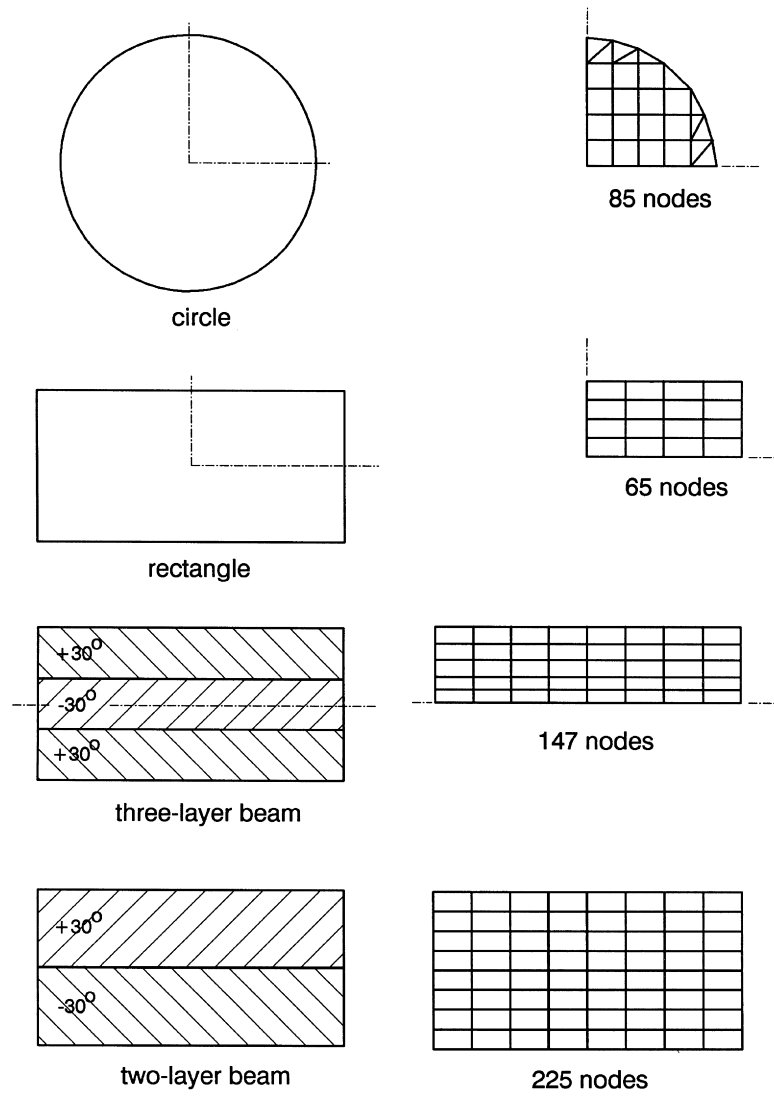 85 nodes
circle
65 nodes
rectangle
+30°
-30°
+30°
147 nodes
three-layer beam
+30°
-30°
two-layer beam
225 nodes